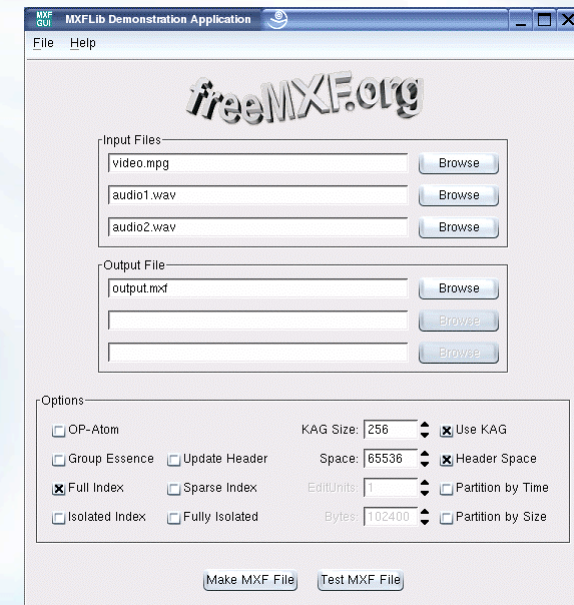 MXF GUI MXFLib Demonstration Application
File Help
freeMXF.org
Input Files
video.mpg Browse
audio1.wav Browse
audio2.wav Browse
Output File
output.mxf Browse
Browse
Browse
Options
OP-Atom KAG Size: 256 Use KAG
Group Essence Update Header Space: 65536 Header Space
Full Index Sparse Index EditUnits: 1 Partition by Time
Isolated Index Fully Isolated Bytes: 102400 Partition by Size
Make MXF File Test MXF File